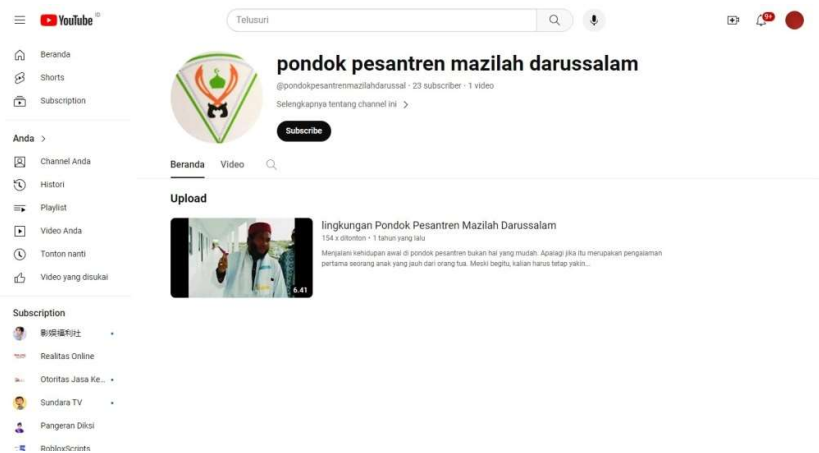 YouTube ID
Telusuri
9+
Beranda
Shorts
Subscription
Anda
Channel Anda
Histori
Playlist
Video Anda
Tonton nanti
Video yang disukai
Subscription
影娱福利社
Realitas Online
Otoritas Jasa Ke...
Sundara TV
Pangeran Diksi
RobloxScripts
pondok pesantren mazilah darussalam
@pondokpesantrenmazilahdarussal · 23 subscriber · 1 video
Selengkapnya tentang channel ini
Subscribe
Beranda Video
Upload
6.41
lingkungan Pondok Pesantren Mazilah Darussalam
154 x ditonton • 1 tahun yang lalu
Menjalani kehidupan awal di pondok pesantren bukan hal yang mudah. Apalagi jika itu merupakan pengalaman
pertama seorang anak yang jauh dari orang tua. Meski begitu, kalian harus tetap yakin...